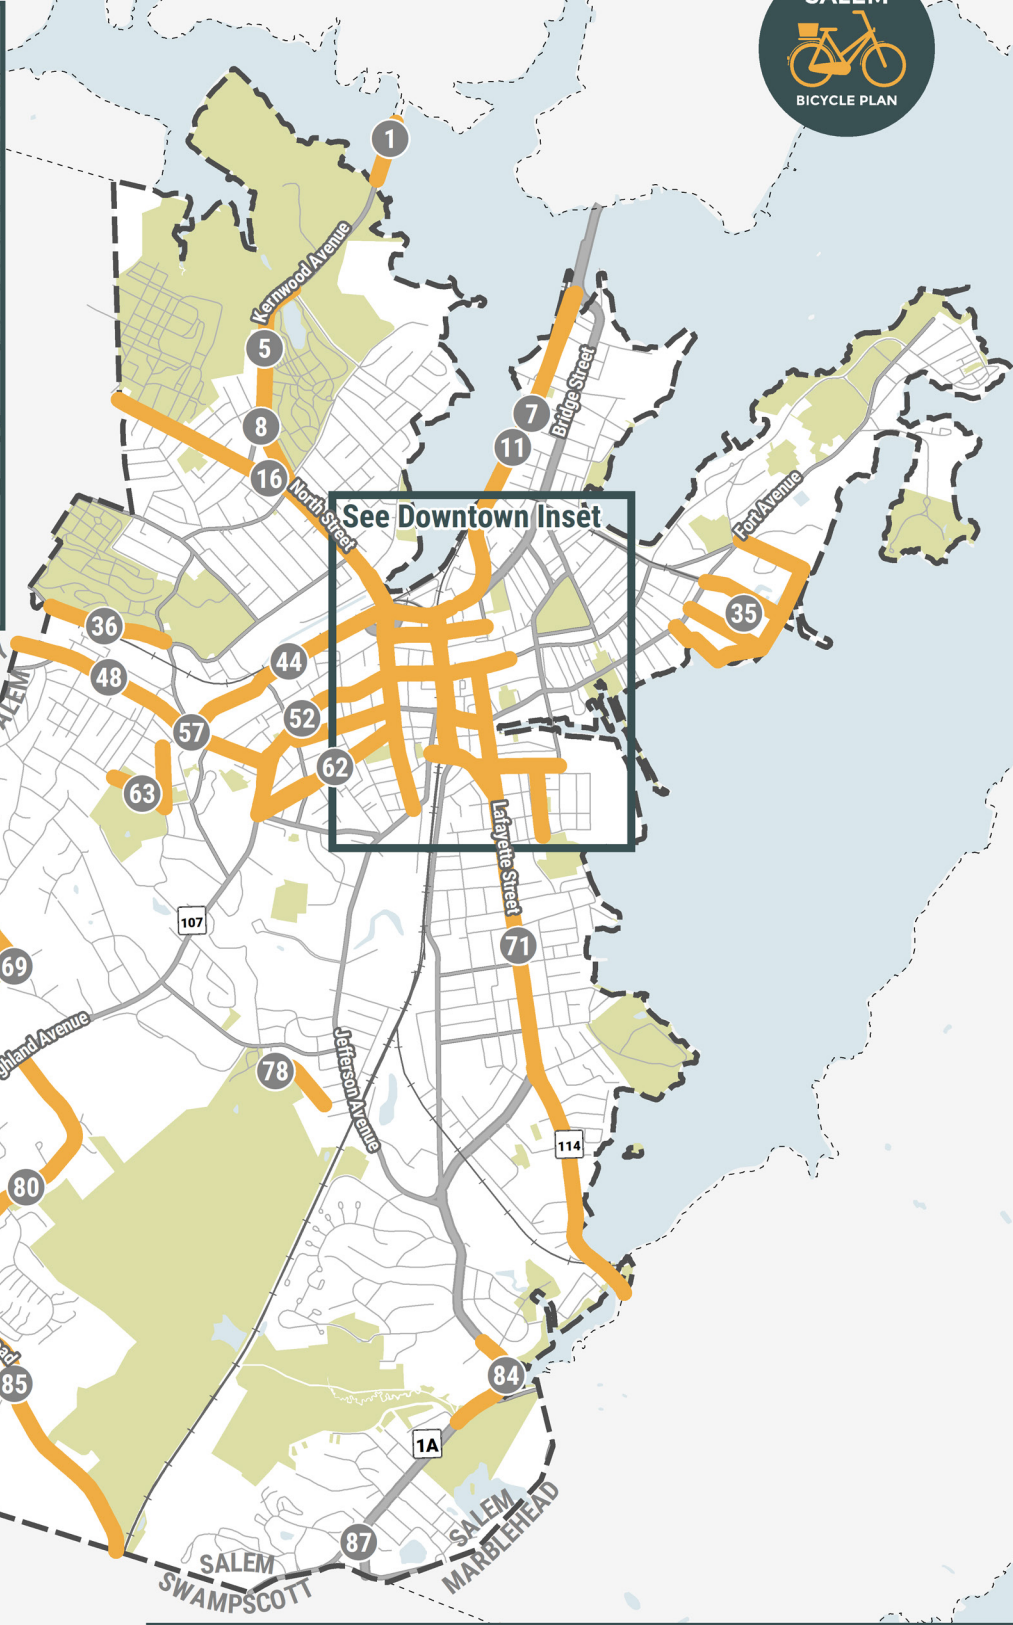 SALEM
BICYCLE PLAN
1
Kernwood Avenue
5
7
Bridge Street
8
11
16
North Street
Fort Avenue
See Downtown Inset
35
36
44
48
SALEM
52
57
62
63
Lafayette Street
107
71
69
ghland Avenue
78
Jefferson Avenue
114
80
84
85
1A
87
SALEM
MARBLEHEAD
SALEM
SWAMPSCOTT